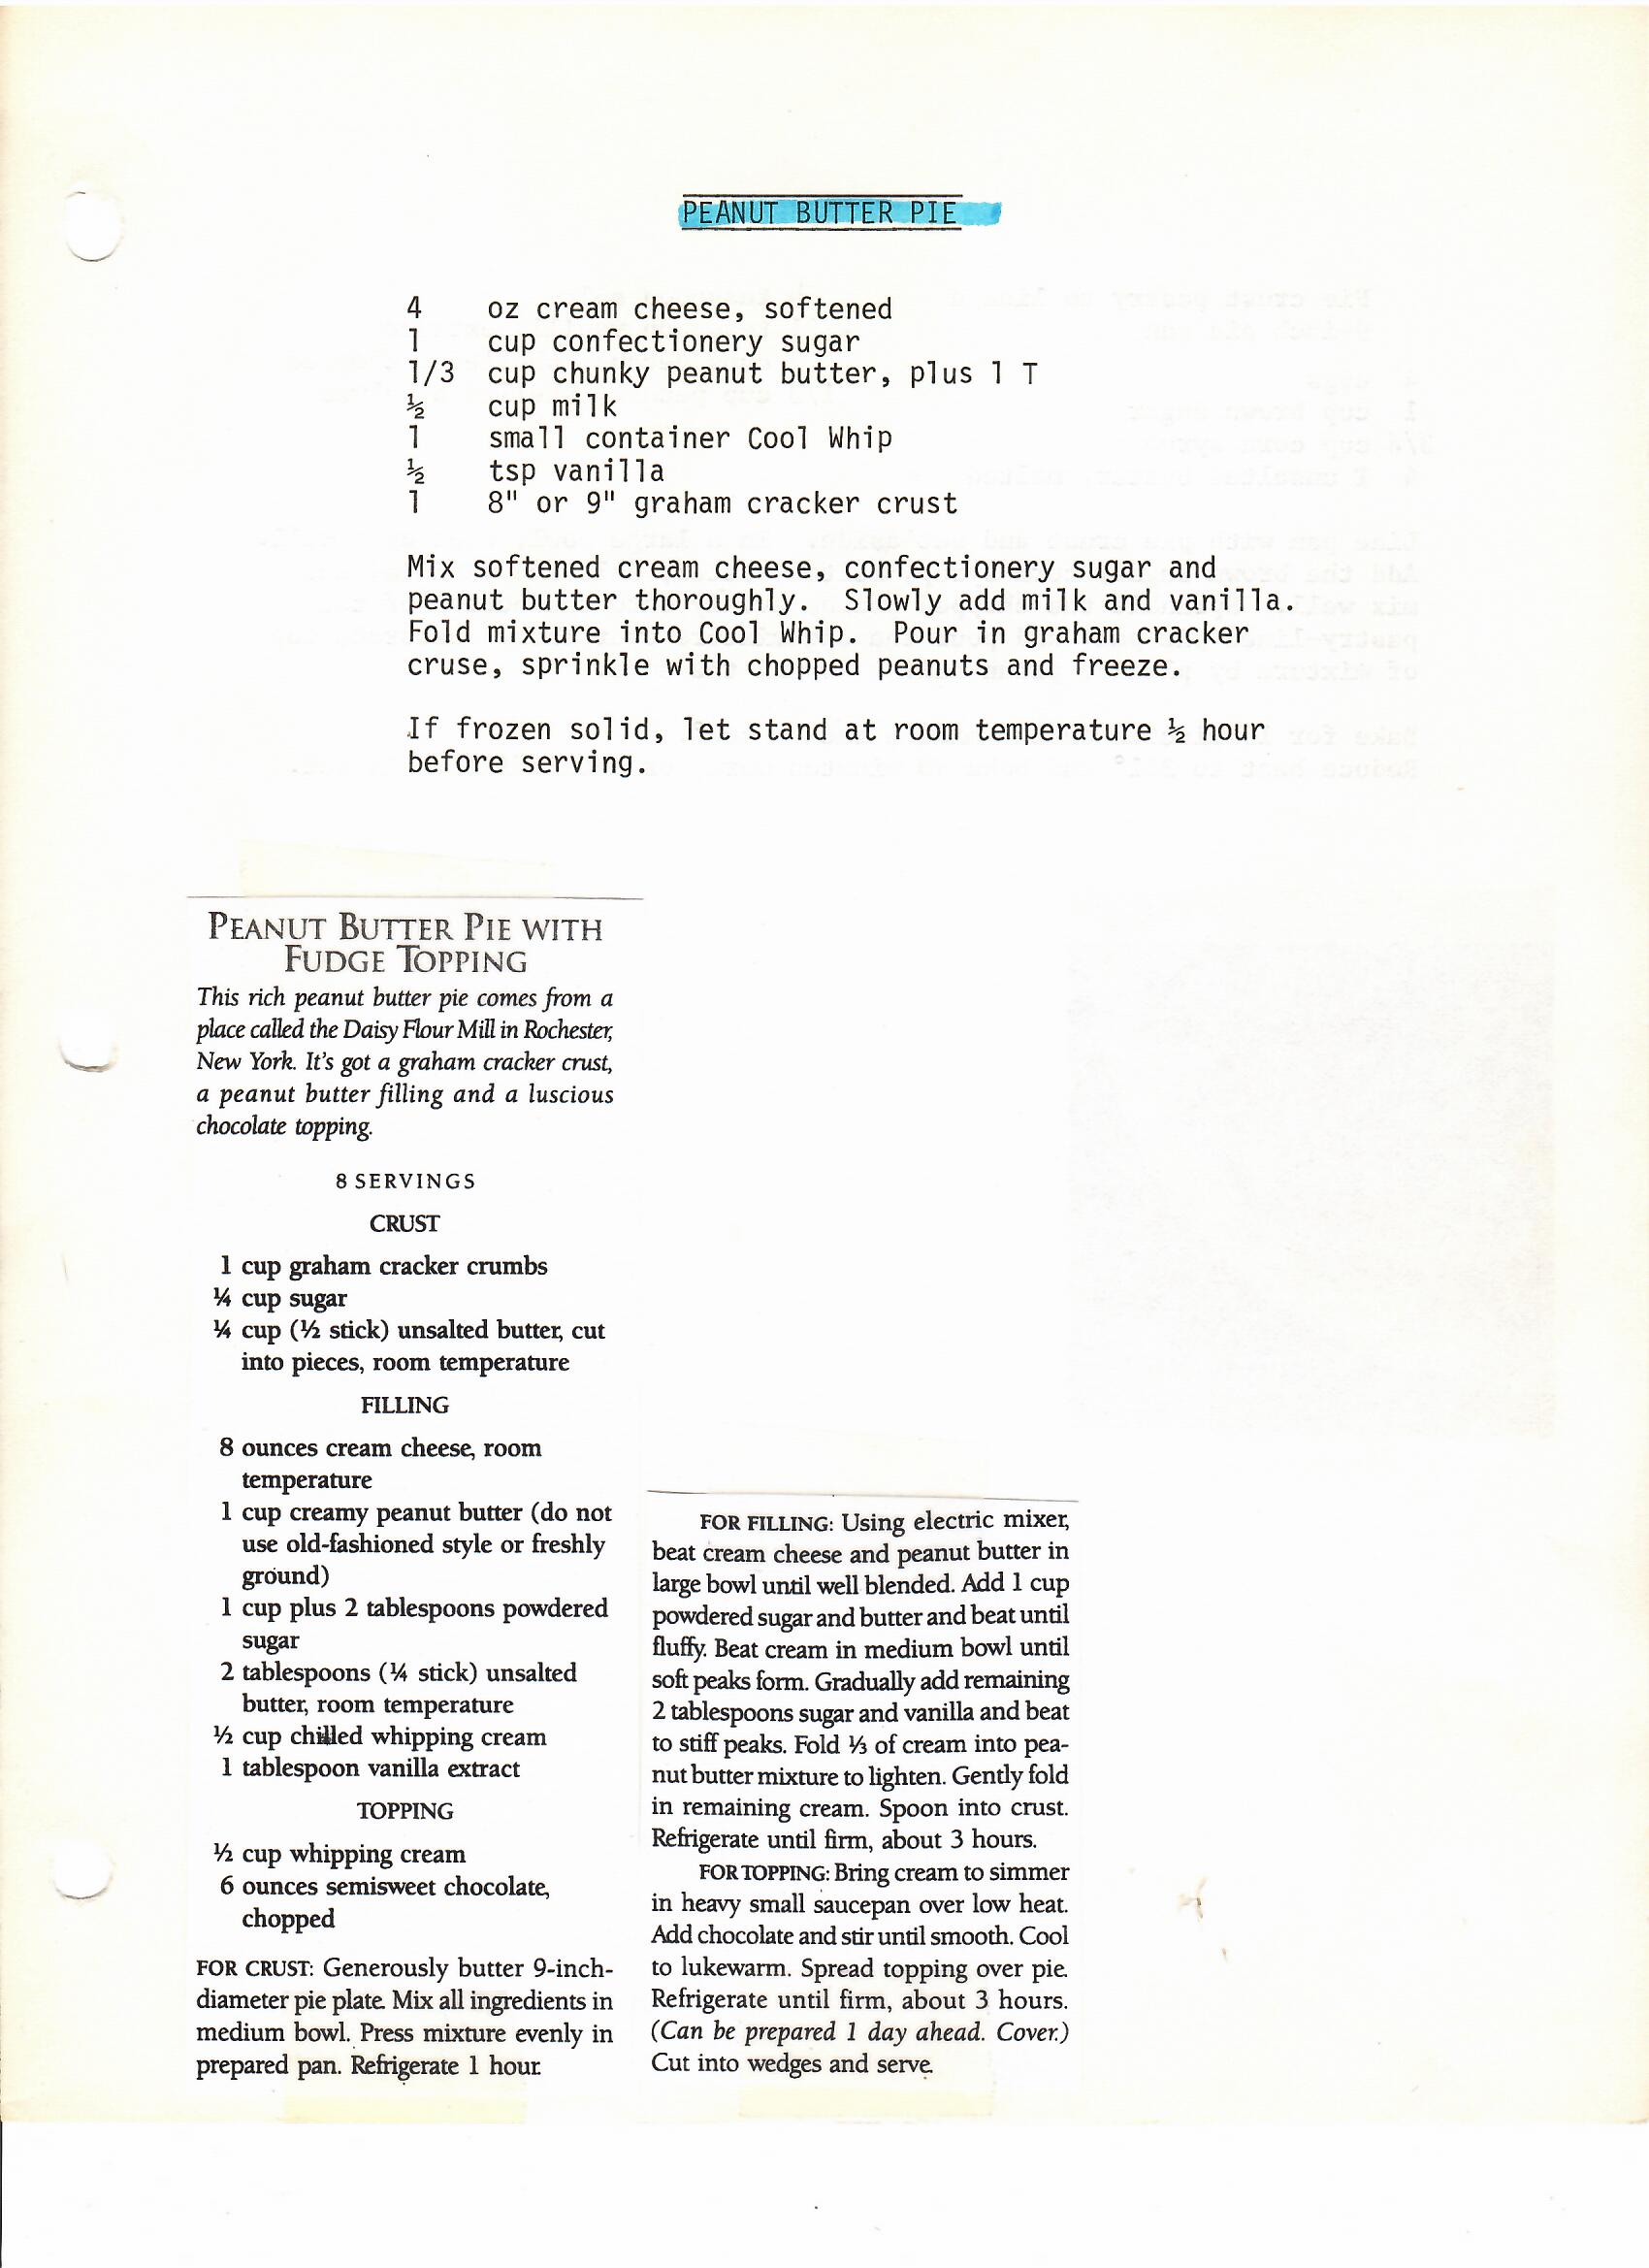 PEANUT BUTTER PIE
4 oz cream cheese, softened
1 cup confectionery sugar
1/3 cup chunky peanut butter, plus 1 T
½ cup milk
1 small container Cool Whip
½ tsp vanilla
1 8" or 9" graham cracker crust
Mix softened cream cheese, confectionery sugar and
peanut butter thoroughly. Slowly add milk and vanilla.
Fold mixture into Cool Whip. Pour in graham cracker
cruse, sprinkle with chopped peanuts and freeze.
If frozen solid, let stand at room temperature ½ hour
before serving.
PEANUT BUTTER PIE WITH
FUDGE TOPPING
This rich peanut butter pie comes from a
place called the Daisy Flour Mill in Rochester,
New York. It's got a graham cracker crust,
a peanut butter filling and a luscious
chocolate topping.
8 SERVINGS
CRUST
1 cup graham cracker crumbs
¼ cup sugar
¼ cup (½ stick) unsalted butter, cut
into pieces, room temperature
FILLING
8 ounces cream cheese, room
temperature
1 cup creamy peanut butter (do not
use old-fashioned style or freshly
ground)
1 cup plus 2 tablespoons powdered
sugar
2 tablespoons (¼ stick) unsalted
butter, room temperature
½ cup chilled whipping cream
1 tablespoon vanilla extract
TOPPING
½ cup whipping cream
6 ounces semisweet chocolate,
chopped
FOR CRUST: Generously butter 9-inch-
diameter pie plate. Mix all ingredients in
medium bowl. Press mixture evenly in
prepared pan. Refrigerate 1 hour.
FOR FILLING: Using electric mixer,
beat cream cheese and peanut butter in
large bowl until well blended. Add 1 cup
powdered sugar and butter and beat until
fluffy. Beat cream in medium bowl until
soft peaks form. Gradually add remaining
2 tablespoons sugar and vanilla and beat
to stiff peaks. Fold ⅓ of cream into pea-
nut butter mixture to lighten. Gently fold
in remaining cream. Spoon into crust.
Refrigerate until firm, about 3 hours.
FOR TOPPING: Bring cream to simmer
in heavy small saucepan over low heat.
Add chocolate and stir until smooth. Cool
to lukewarm. Spread topping over pie.
Refrigerate until firm, about 3 hours.
(Can be prepared 1 day ahead. Cover.)
Cut into wedges and serve.